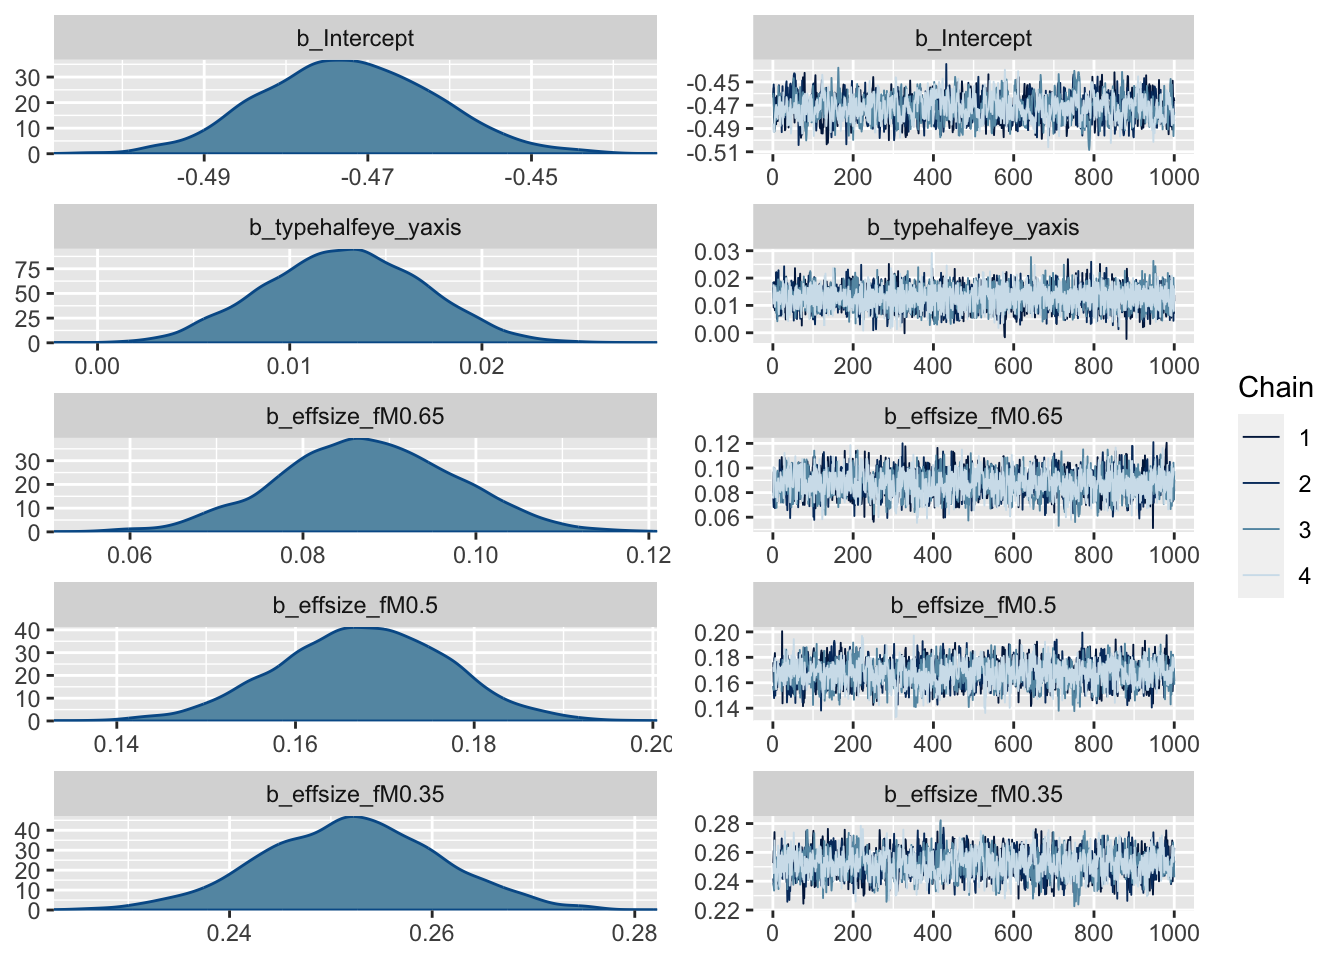 b_Intercept
30
20
10
0
-0.49 -0.47 -0.45
b_Intercept
-0.45
-0.47
-0.49
-0.51
0 200 400 600 800 1000
b_typehalfeye_yaxis
75
50
25
0
0.00 0.01 0.02
b_typehalfeye_yaxis
0.03
0.02
0.01
0.00
0 200 400 600 800 1000
b_effsize_fM0.65
30
20
10
0
0.06 0.08 0.10 0.12
b_effsize_fM0.65
0.12
0.10
0.08
0.06
0 200 400 600 800 1000
b_effsize_fM0.5
40
30
20
10
0
0.14 0.16 0.18 0.20
b_effsize_fM0.5
0.20
0.18
0.16
0.14
0 200 400 600 800 1000
b_effsize_fM0.35
40
30
20
10
0
0.24 0.26 0.28
b_effsize_fM0.35
0.28
0.26
0.24
0.22
0 200 400 600 800 1000
Chain
1
2
3
4